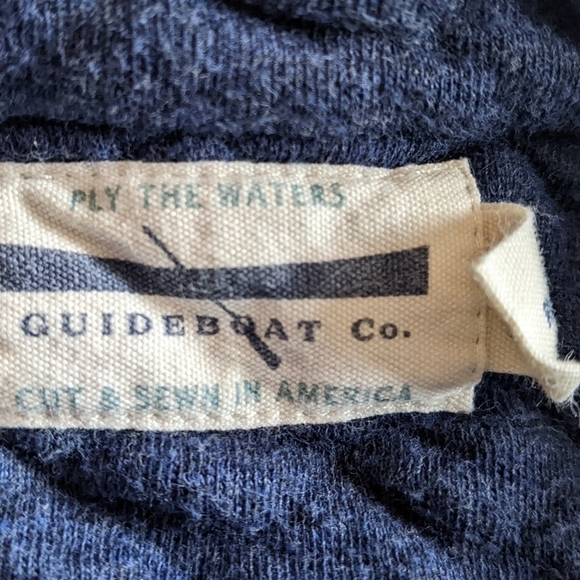 PLY THE WATERS
GUIDEBOAT Co.
CUT & SEWN IN AMERICA